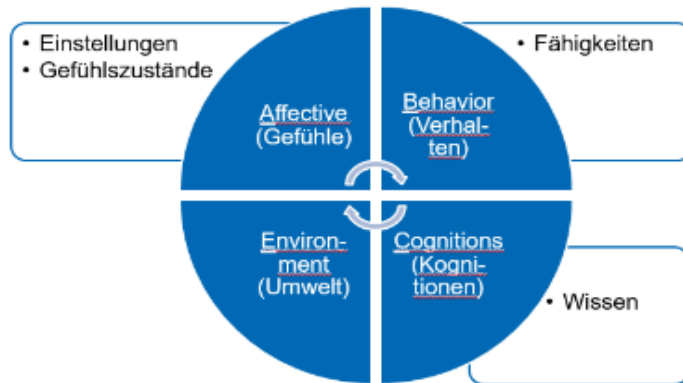 • Einstellungen
• Gefühlszustände
• Fähigkeiten
Affective
(Gefühle)
Behavior
(Verhal-
ten)
Environ-
ment
(Umwelt)
Cognitions
(Kogni-
tionen)
• Wissen